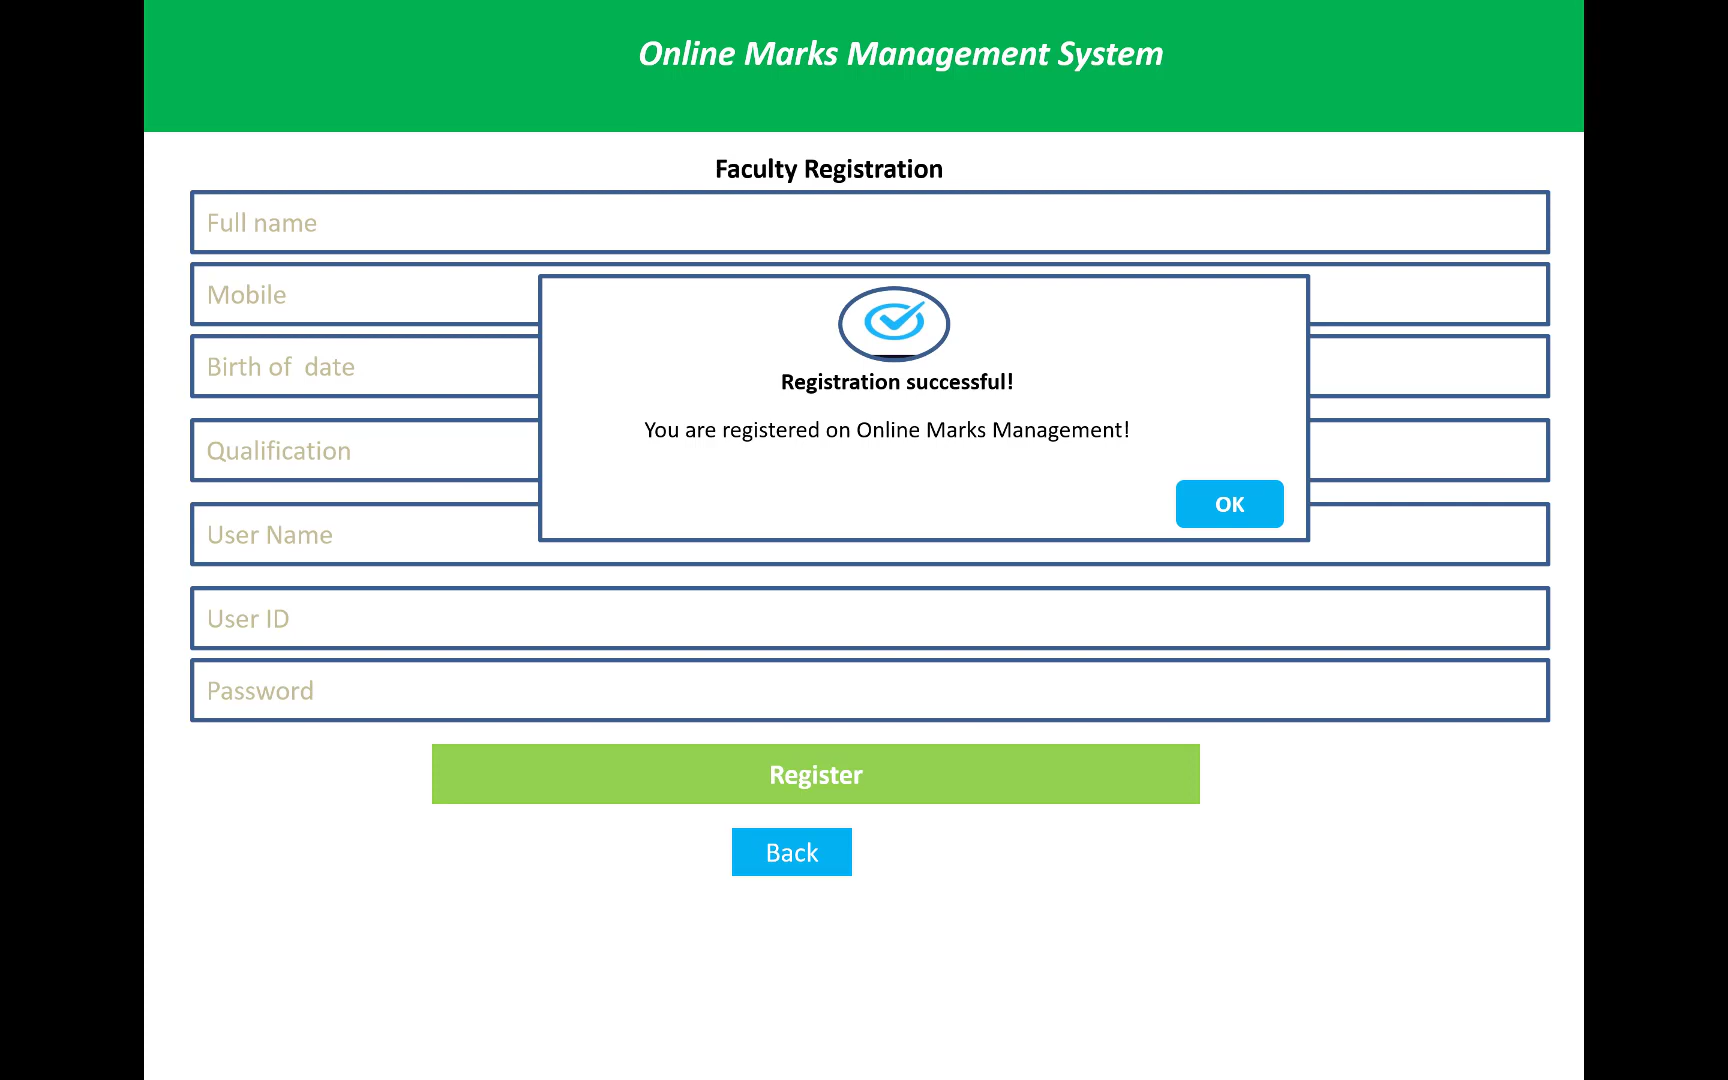 Online Marks Management System
Faculty Registration
Full name
Mobile
Birth of  date
Qualification
User Name
User ID
Password
Registration successful!
You are registered on Online Marks Management!
OK
Register
Back